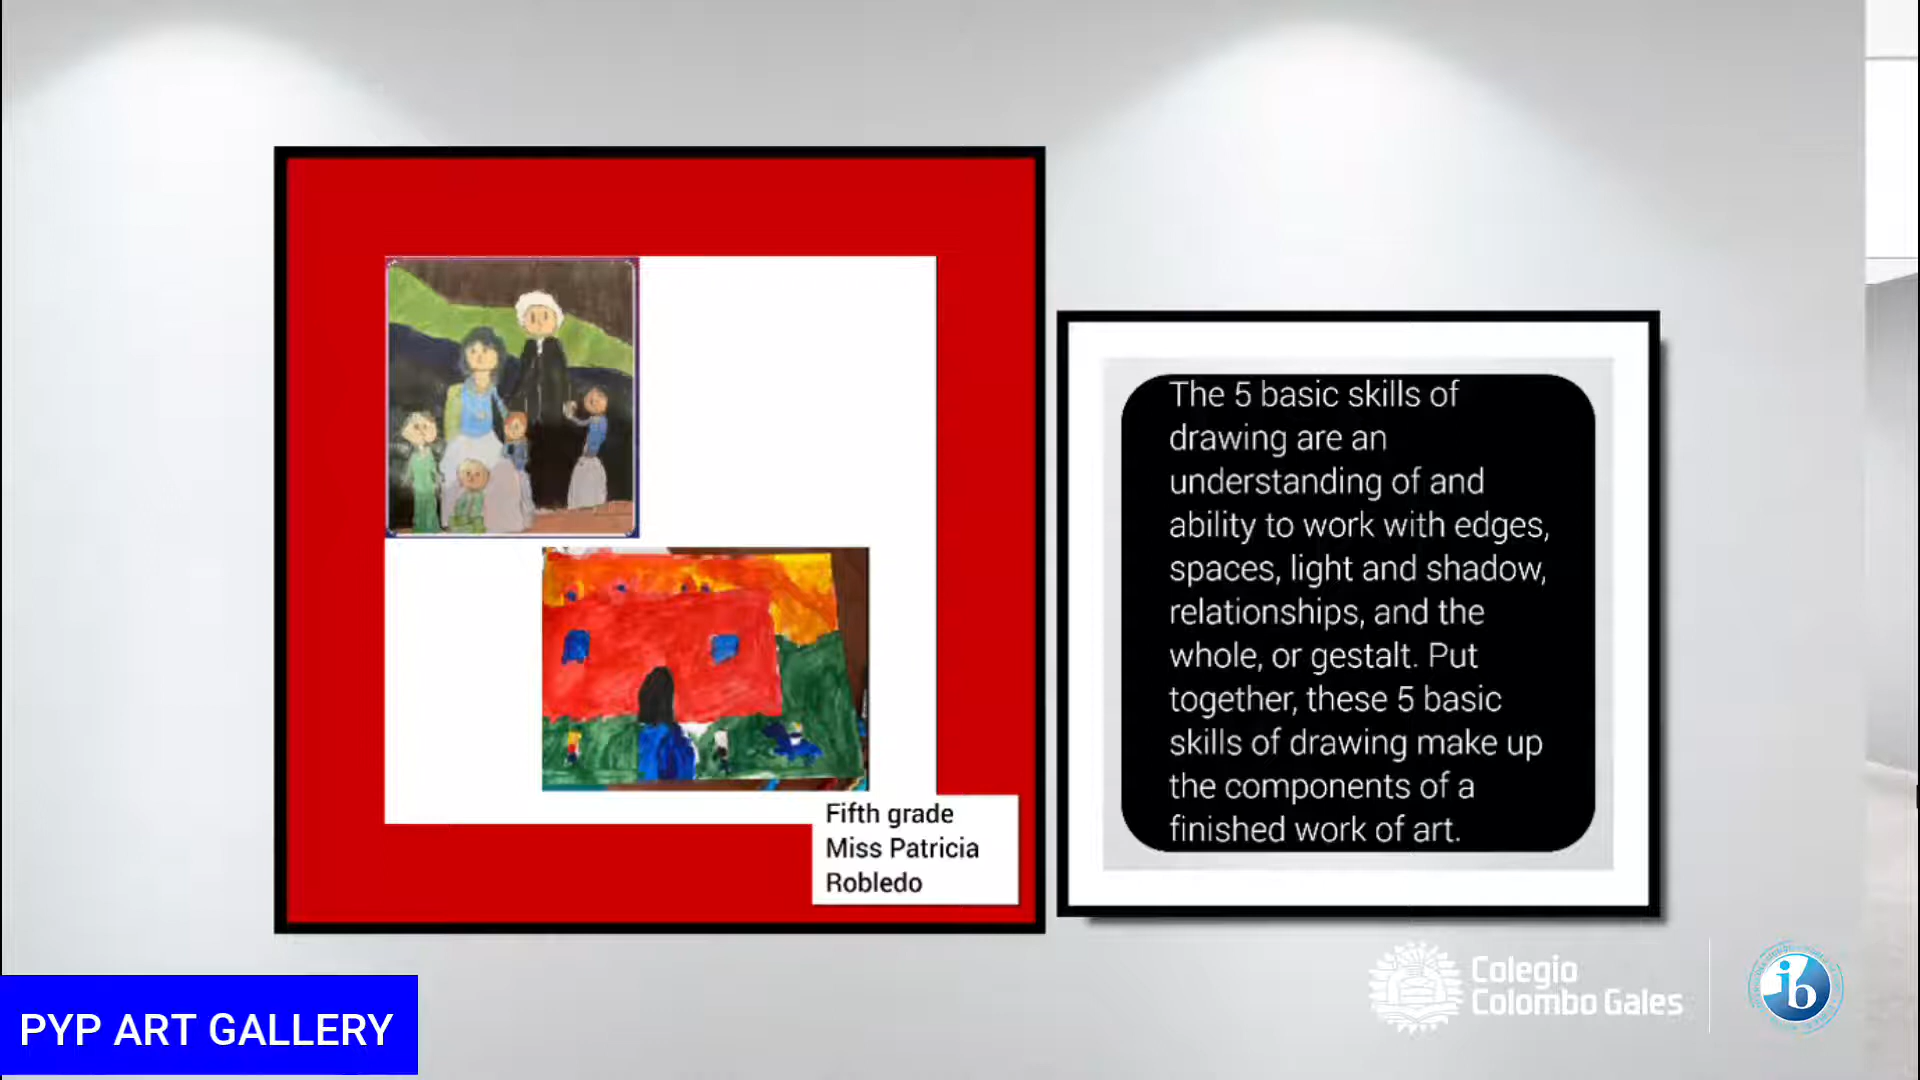 Fifth grade
Miss Patricia
Robledo
The 5 basic skills of
drawing are an
understanding of and
ability to work with edges,
spaces, light and shadow,
relationships, and the
whole, or gestalt. Put
together, these 5 basic
skills of drawing make up
the components of a
finished work of art.
PYP ART GALLERY
Colegio
Colombo Gales
ib